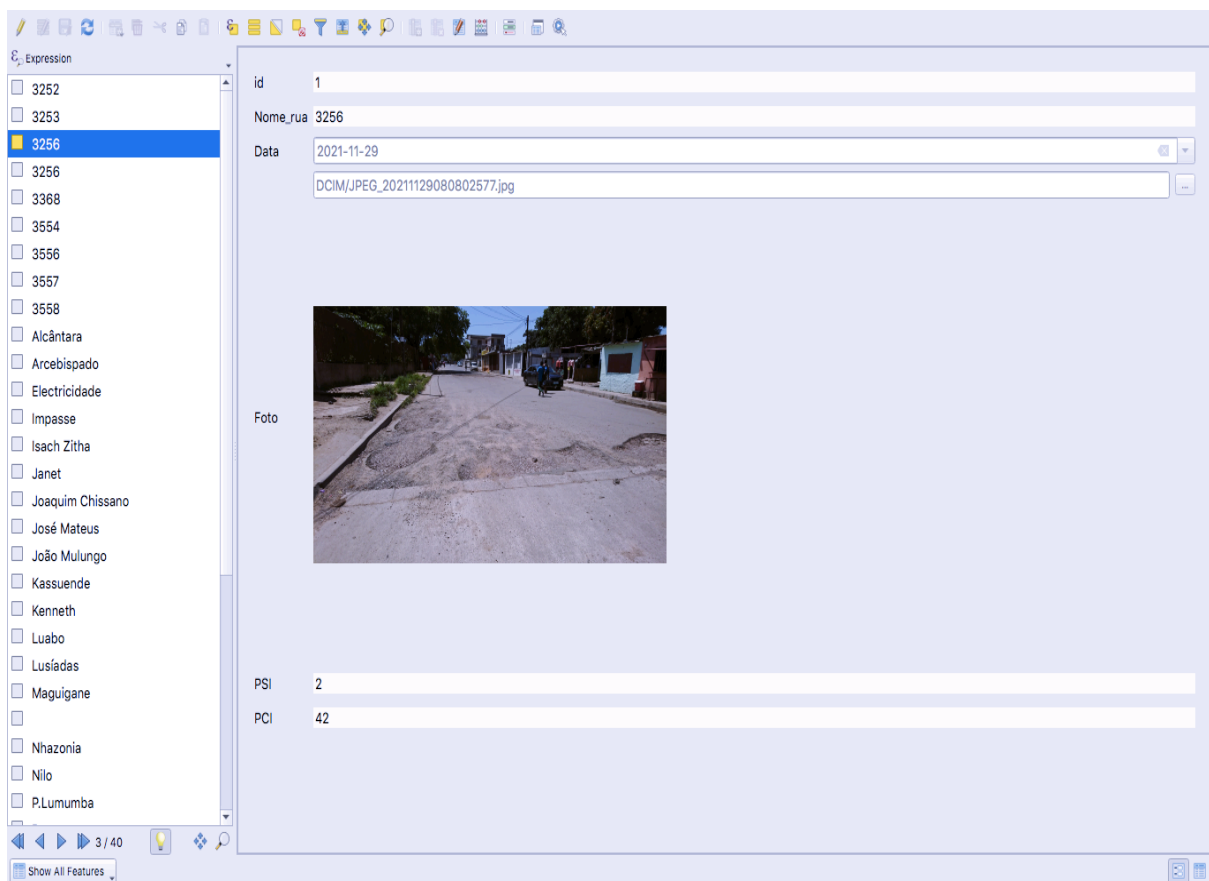 Expression
3252
3253
3256
3256
3368
3554
3556
3557
3558
Alcântara
Arcebispado
Electricidade
Impasse
Isach Zitha
Janet
Joaquim Chissano
José Mateus
João Mulungo
Kassuende
Kenneth
Luabo
Lusíadas
Maguigane
Nhazonia
Nilo
P.Lumumba
3 / 40
Show All Features
id 1
Nome_rua 3256
Data 2021-11-29
DCIM/JPEG_20211129080802577.jpg
...
Foto
PSI 2
PCI 42